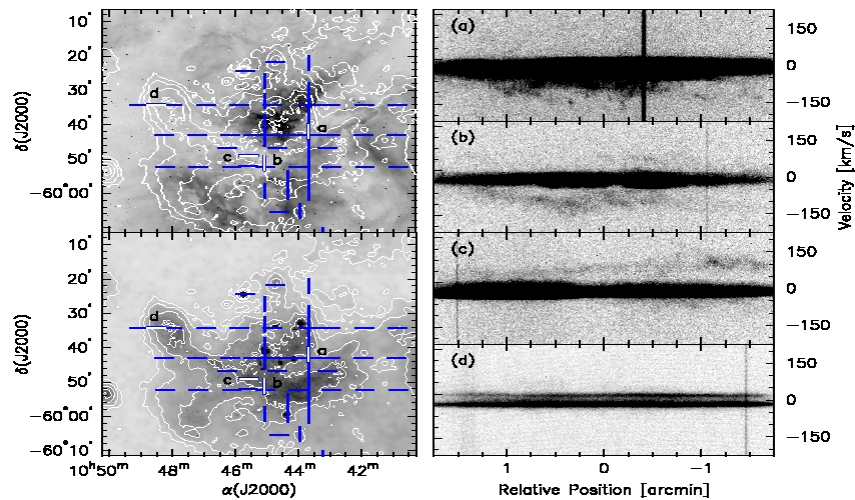 10'
20'
30'
40'
50'
−60°00'
δ(J2000)
d
a
c
b
10'
20'
30'
40'
50'
−60°00'
−60°10'
δ(J2000)
d
a
c
b
10h50m
48m
46m
44m
42m
α(J2000)
(a)
150
0
−150
(b)
150
0
−150
(c)
150
0
−150
(d)
150
0
−150
Velocity [km/s]
1
0
−1
Relative Position [arcmin]